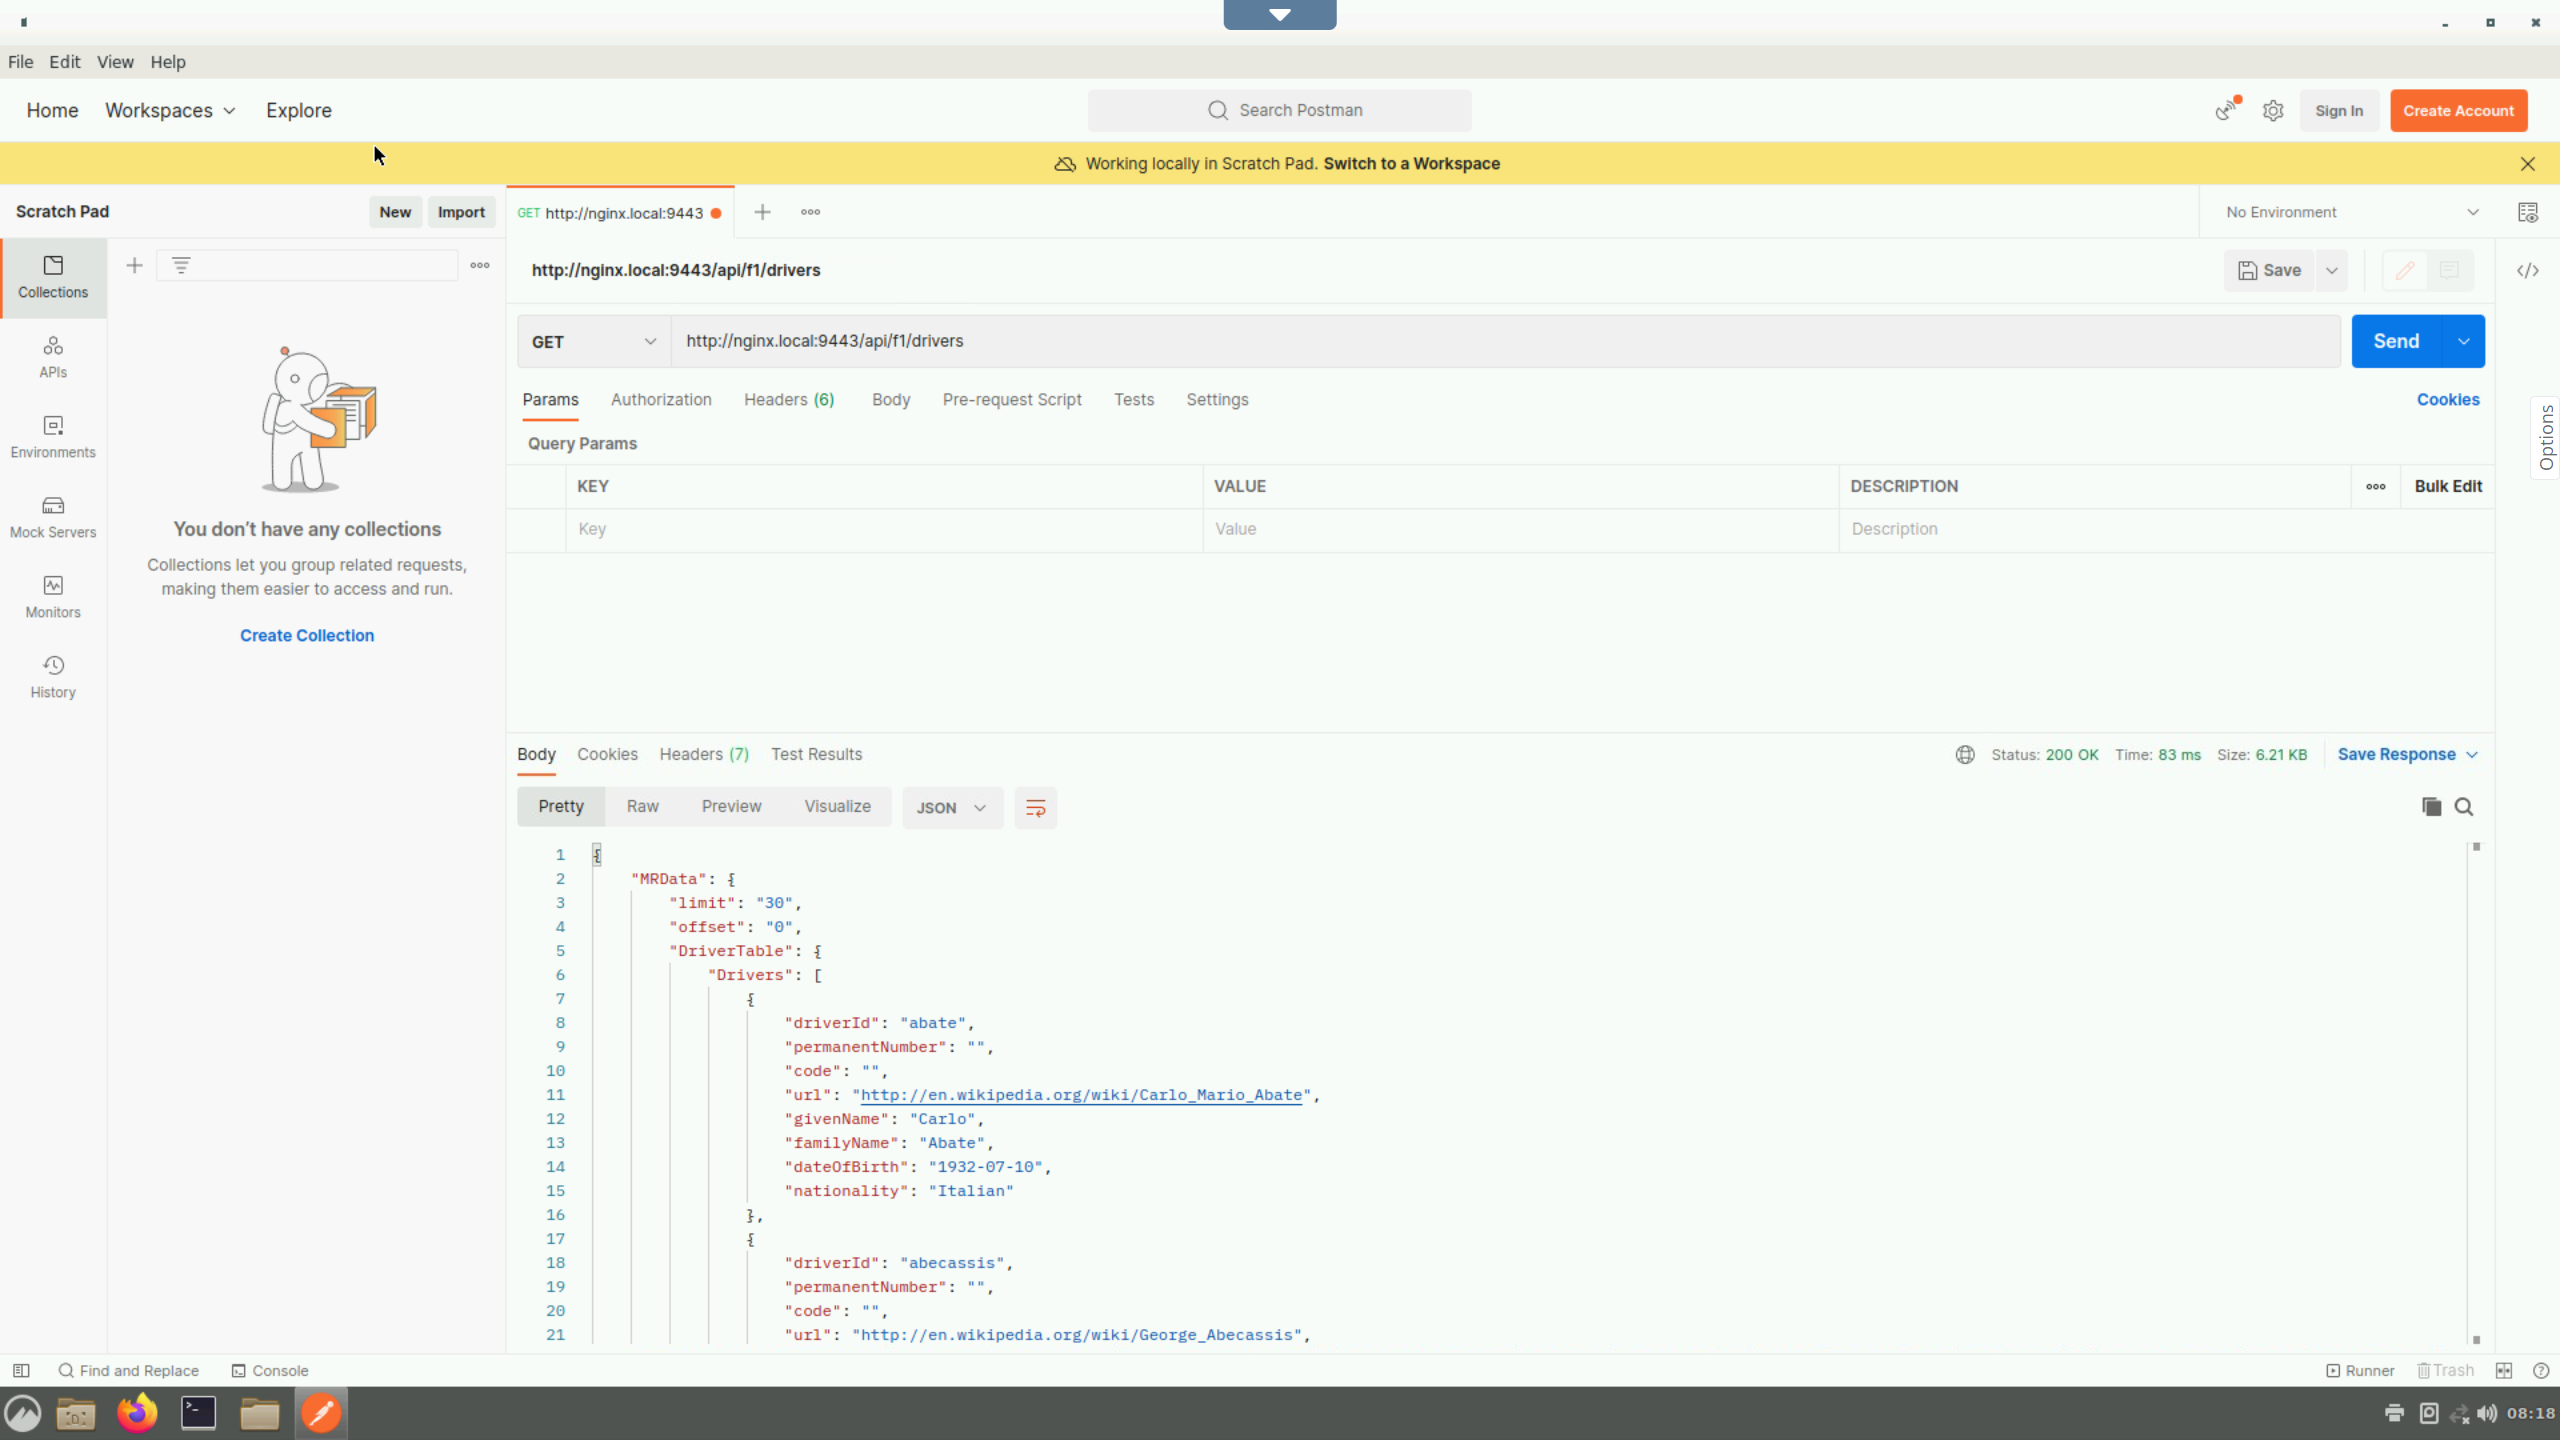 File Edit View Help
Home Workspaces Explore
Search Postman
Sign In Create Account
Working locally in Scratch Pad. Switch to a Workspace
Scratch Pad New Import
GET http://nginx.local:9443
No Environment
Collections
APIs
Environments
Mock Servers
Monitors
History
You don’t have any collections
Collections let you group related requests,
making them easier to access and run.
Create Collection
http://nginx.local:9443/api/f1/drivers
Save
GET http://nginx.local:9443/api/f1/drivers Send
Params Authorization Headers (6) Body Pre-request Script Tests Settings Cookies
Query Params
KEY VALUE DESCRIPTION Bulk Edit
Key Value Description
Options
Body Cookies Headers (7) Test Results Status: 200 OK Time: 83 ms Size: 6.21 KB Save Response
Pretty Raw Preview Visualize JSON
1 {
2 "MRData": {
3 "limit": "30",
4 "offset": "0",
5 "DriverTable": {
6 "Drivers": [
7 {
8 "driverId": "abate",
9 "permanentNumber": "",
10 "code": "",
11 "url": "http://en.wikipedia.org/wiki/Carlo_Mario_Abate",
12 "givenName": "Carlo",
13 "familyName": "Abate",
14 "dateOfBirth": "1932-07-10",
15 "nationality": "Italian"
16 },
17 {
18 "driverId": "abecassis",
19 "permanentNumber": "",
20 "code": "",
21 "url": "http://en.wikipedia.org/wiki/George_Abecassis",
Find and Replace Console Runner Trash
08:18